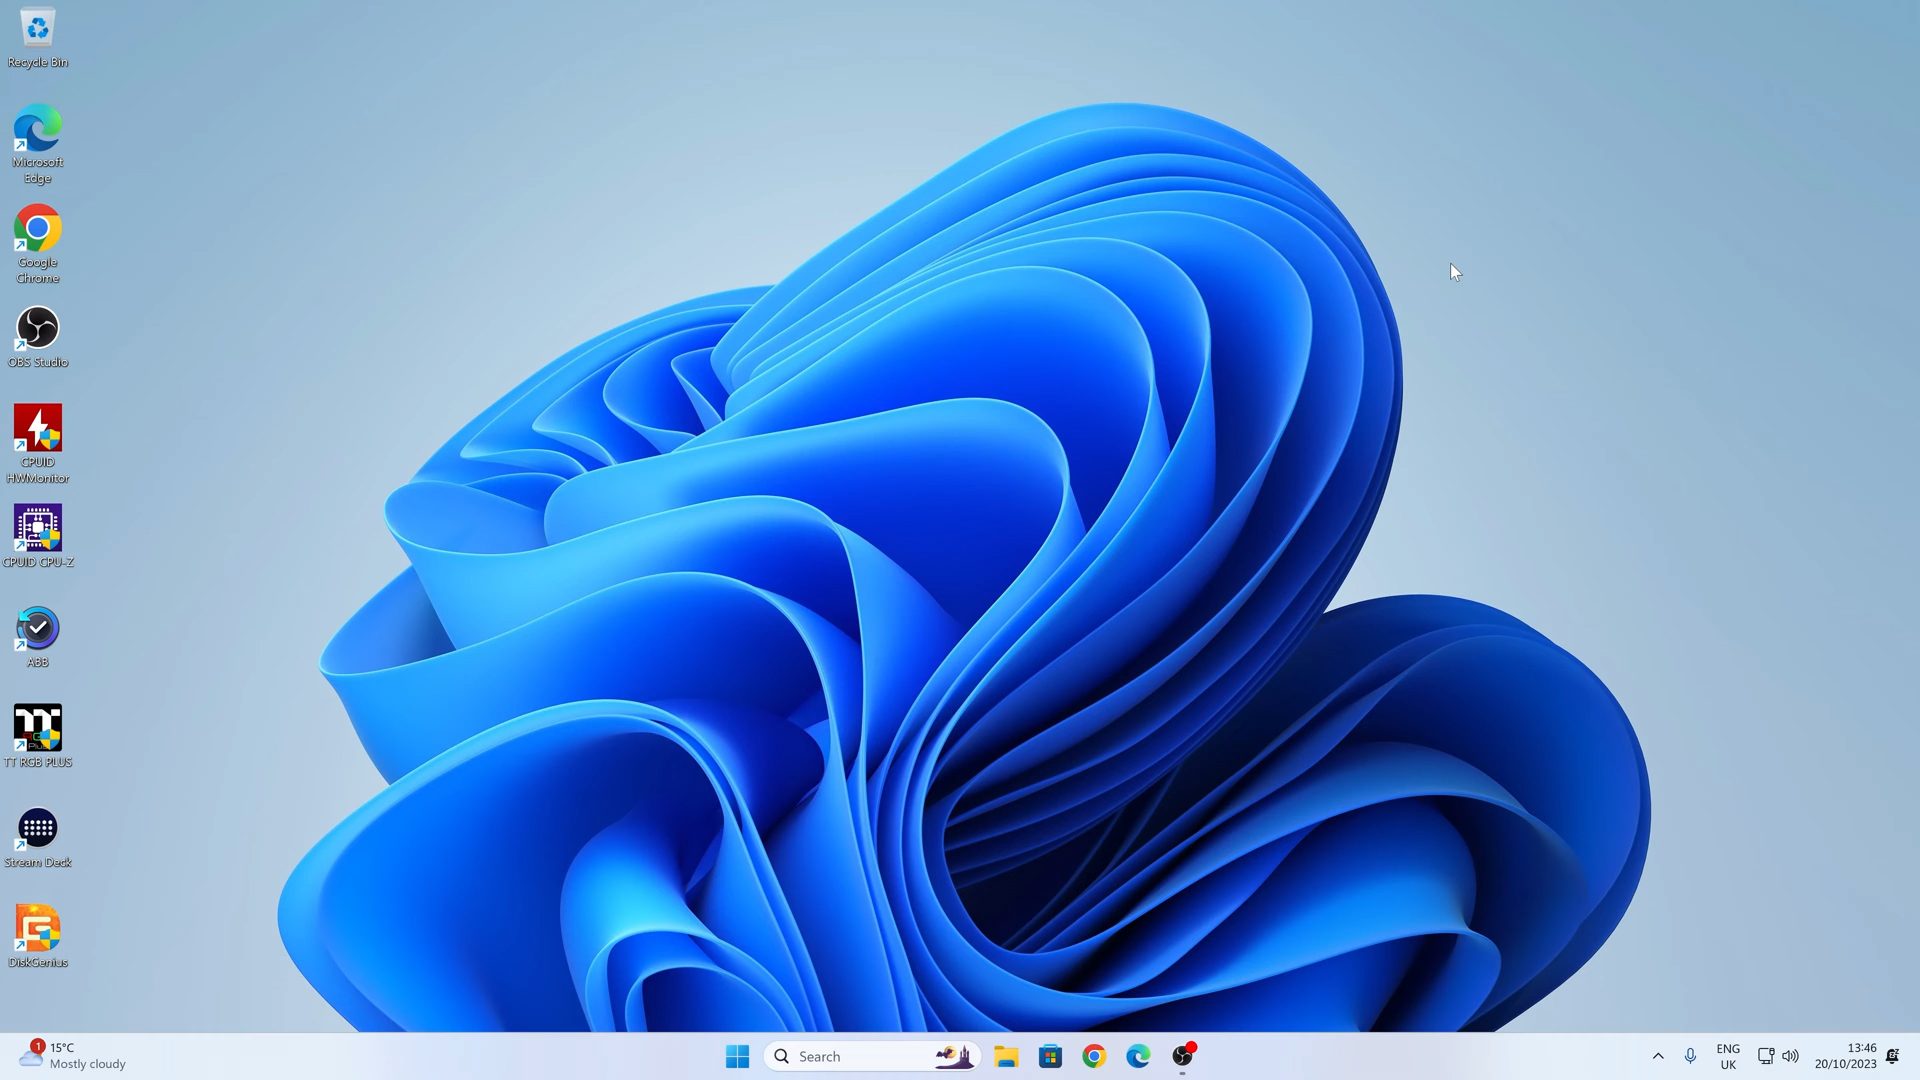 Recycle Bin
Microsoft
Edge
Google
Chrome
OBS Studio
CPUID
HWMonitor
CPUID CPU-Z
ABB
TT RGB PLUS
Stream Deck
DiskGenius
1
15°C
Mostly cloudy
Search
ENG
UK
13:46
20/10/2023